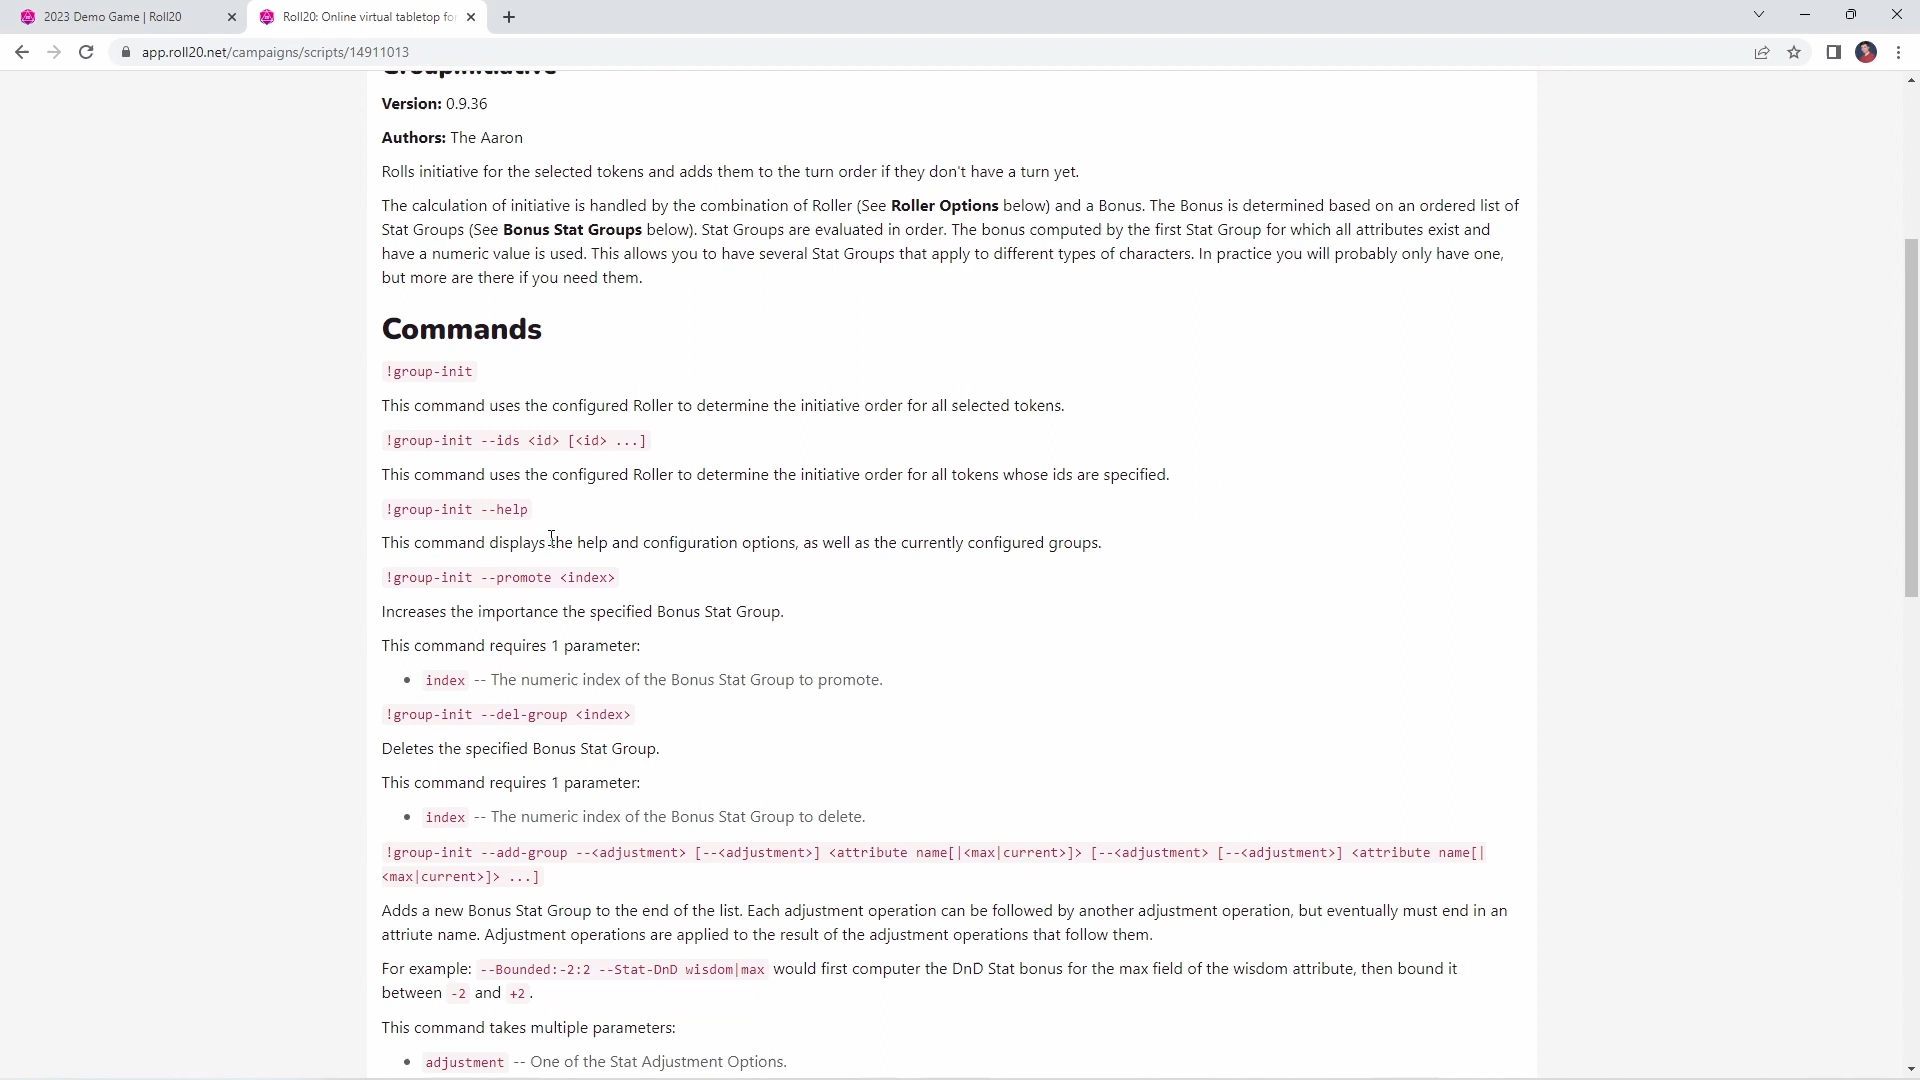 2023 Demo Game | Roll20
Roll20: Online virtual tabletop for
app.roll20.net/campaigns/scripts/14911013
GroupInitiative
Version: 0.9.36
Authors: The Aaron
Rolls initiative for the selected tokens and adds them to the turn order if they don't have a turn yet.
The calculation of initiative is handled by the combination of Roller (See Roller Options below) and a Bonus. The Bonus is determined based on an ordered list of
Stat Groups (See Bonus Stat Groups below). Stat Groups are evaluated in order. The bonus computed by the first Stat Group for which all attributes exist and
have a numeric value is used. This allows you to have several Stat Groups that apply to different types of characters. In practice you will probably only have one,
but more are there if you need them.
Commands
!group-init
This command uses the configured Roller to determine the initiative order for all selected tokens.
!group-init --ids <id> [<id> ...]
This command uses the configured Roller to determine the initiative order for all tokens whose ids are specified.
!group-init --help
This command displays the help and configuration options, as well as the currently configured groups.
!group-init --promote <index>
Increases the importance the specified Bonus Stat Group.
This command requires 1 parameter:
• index -- The numeric index of the Bonus Stat Group to promote.
!group-init --del-group <index>
Deletes the specified Bonus Stat Group.
This command requires 1 parameter:
• index -- The numeric index of the Bonus Stat Group to delete.
!group-init --add-group --<adjustment> [--<adjustment>] <attribute name[|<max|current>]> [--<adjustment> [--<adjustment>] <attribute name[|
<max|current>]> ...]
Adds a new Bonus Stat Group to the end of the list. Each adjustment operation can be followed by another adjustment operation, but eventually must end in an
attriute name. Adjustment operations are applied to the result of the adjustment operations that follow them.
For example: --Bounded:-2:2 --Stat-DnD wisdom|max would first computer the DnD Stat bonus for the max field of the wisdom attribute, then bound it
between -2 and +2.
This command takes multiple parameters:
• adjustment -- One of the Stat Adjustment Options.